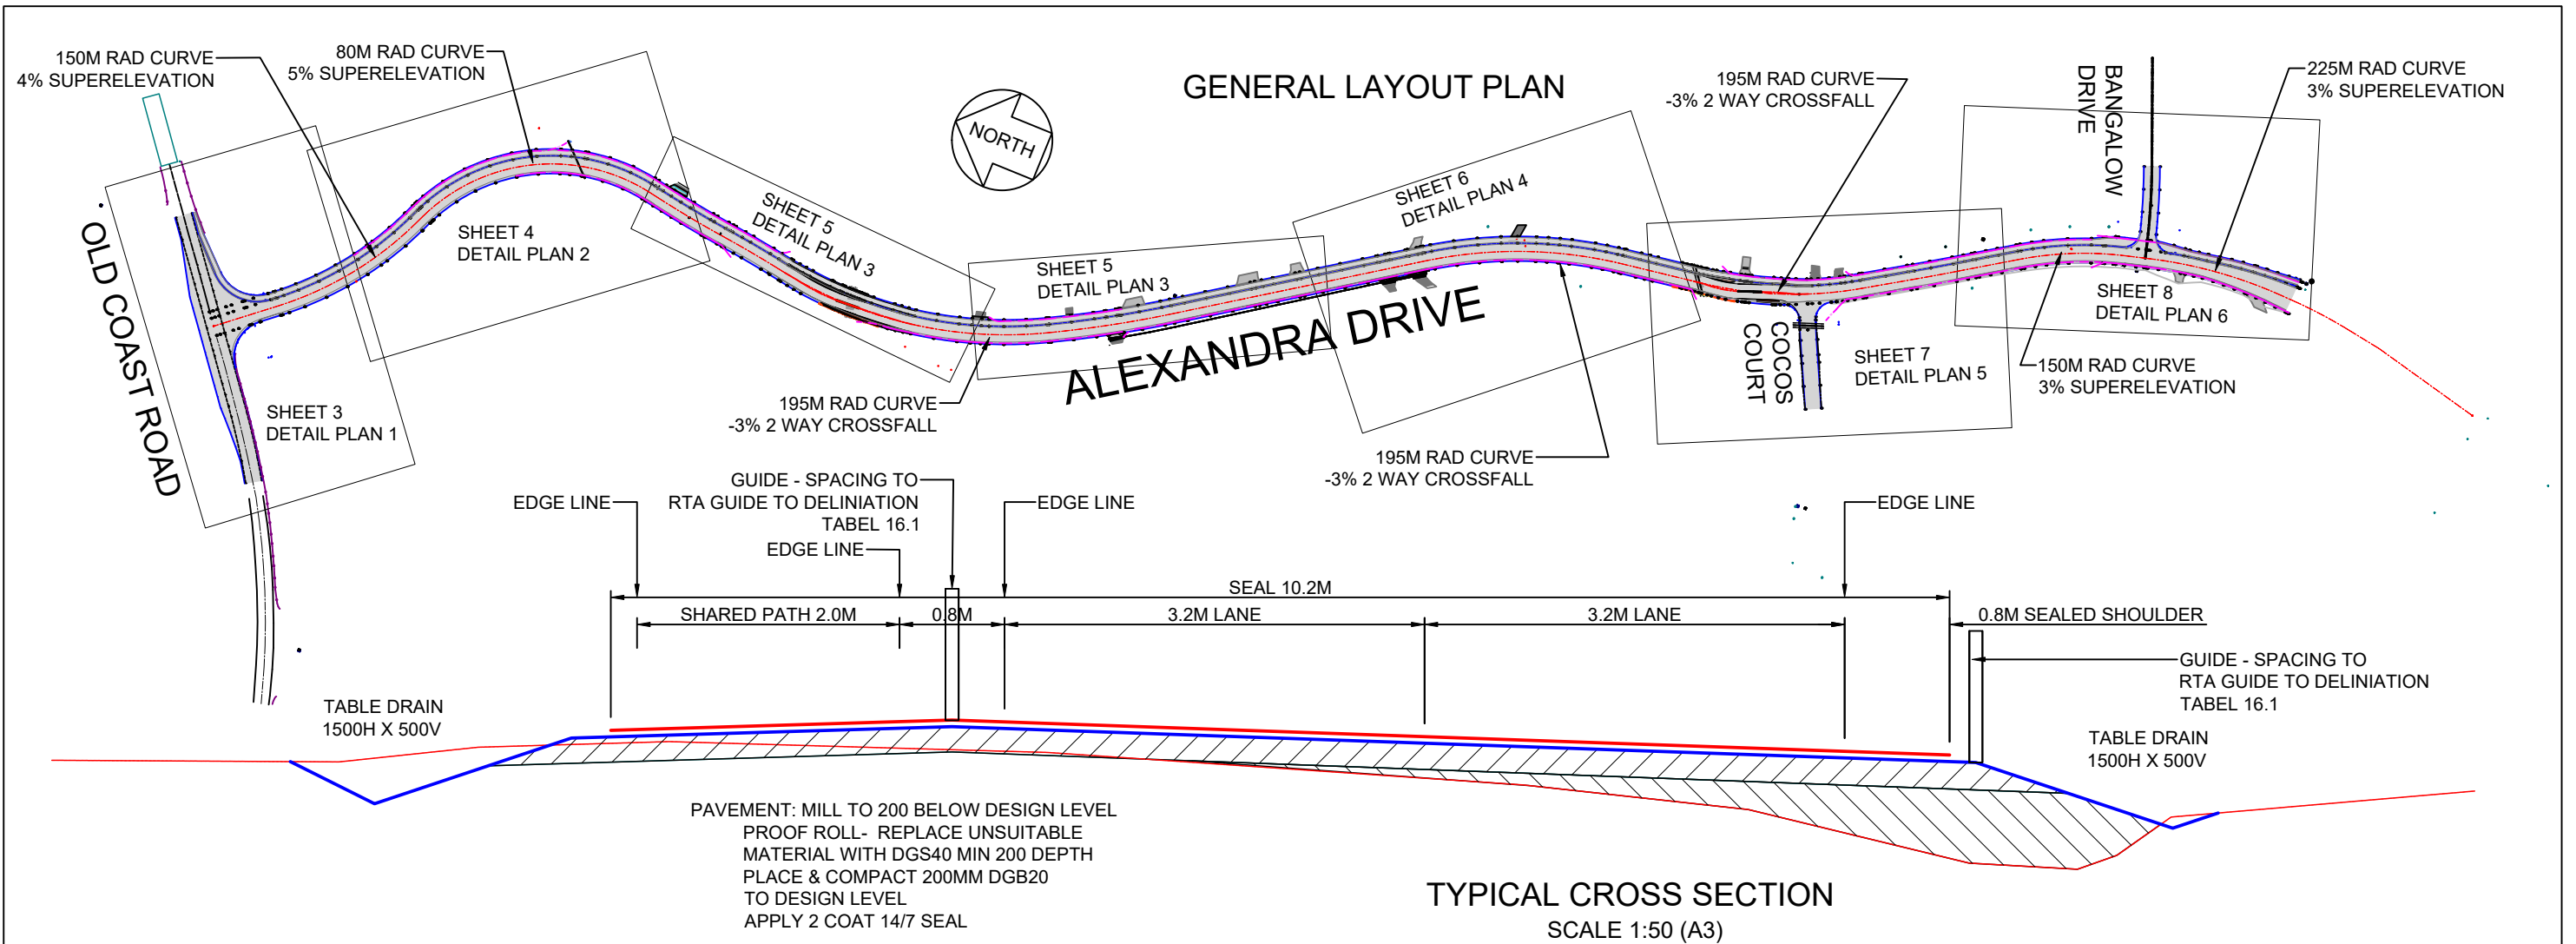 150M RAD CURVE
4% SUPERELEVATION
80M RAD CURVE
5% SUPERELEVATION
GENERAL LAYOUT PLAN
NORTH
195M RAD CURVE
-3% 2 WAY CROSSFALL
BANGALOW
DRIVE
225M RAD CURVE
3% SUPERELEVATION
OLD COAST ROAD
SHEET 4
DETAIL PLAN 2
SHEET 5
DETAIL PLAN 3
SHEET 5
DETAIL PLAN 3
SHEET 6
DETAIL PLAN 4
ALEXANDRA DRIVE
COCOS
COURT
SHEET 7
DETAIL PLAN 5
SHEET 8
DETAIL PLAN 6
150M RAD CURVE
3% SUPERELEVATION
SHEET 3
DETAIL PLAN 1
195M RAD CURVE
-3% 2 WAY CROSSFALL
195M RAD CURVE
-3% 2 WAY CROSSFALL
EDGE LINE
GUIDE - SPACING TO
RTA GUIDE TO DELINIATION
TABEL 16.1
EDGE LINE
EDGE LINE
EDGE LINE
SEAL 10.2M
SHARED PATH 2.0M
0.8M
3.2M LANE
3.2M LANE
0.8M SEALED SHOULDER
GUIDE - SPACING TO
RTA GUIDE TO DELINIATION
TABEL 16.1
TABLE DRAIN
1500H X 500V
TABLE DRAIN
1500H X 500V
PAVEMENT: MILL TO 200 BELOW DESIGN LEVEL
PROOF ROLL- REPLACE UNSUITABLE
MATERIAL WITH DGS40 MIN 200 DEPTH
PLACE & COMPACT 200MM DGB20
TO DESIGN LEVEL
APPLY 2 COAT 14/7 SEAL
TYPICAL CROSS SECTION
SCALE 1:50 (A3)